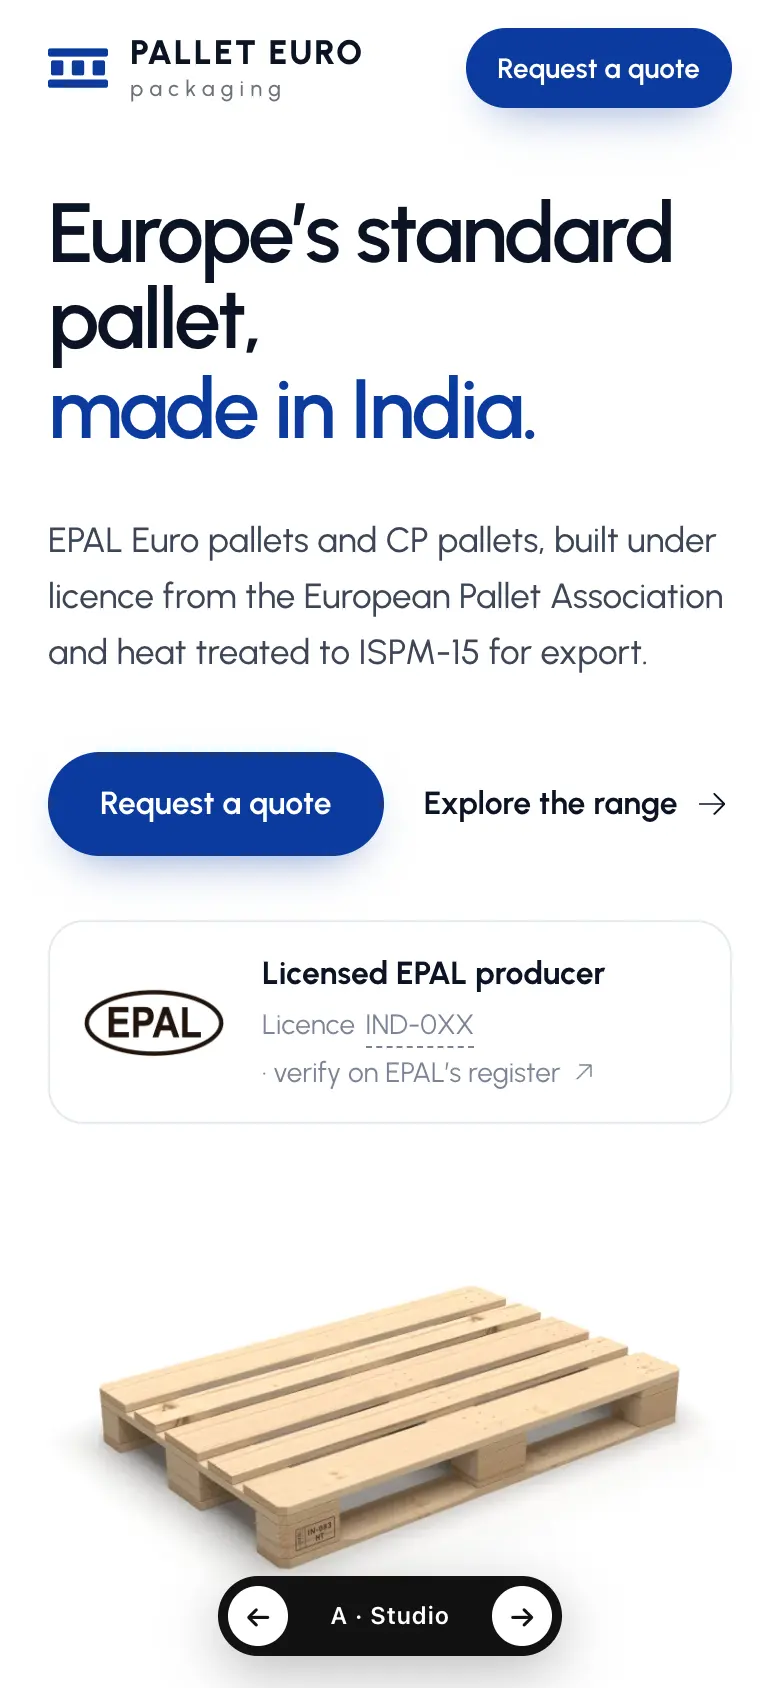 PALLET EURO
packaging
Request a quote
Europe’s standard
pallet,
made in India.
EPAL Euro pallets and CP pallets, built under
licence from the European Pallet Association
and heat treated to ISPM-15 for export.
Request a quote
Explore the range →
EPAL
Licensed EPAL producer
Licence IND-0XX
· verify on EPAL’s register ↗
HT
← A · Studio →